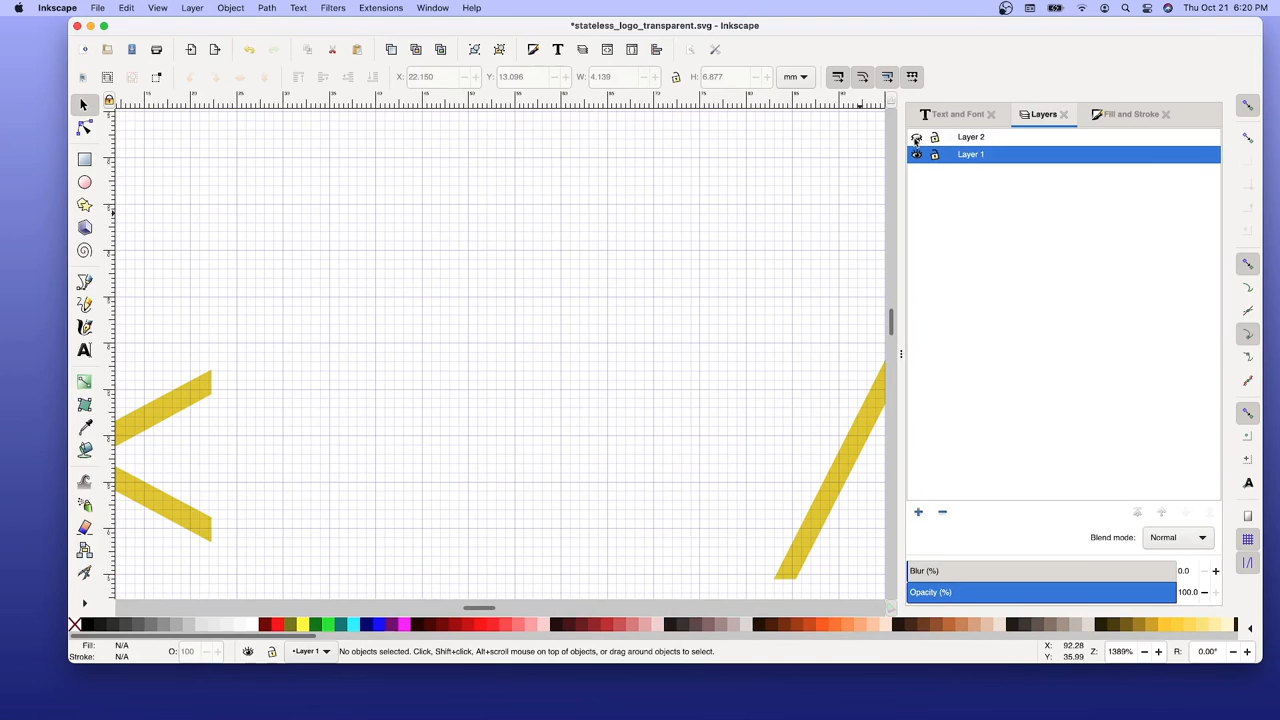 Inkscape File Edit View Layer Object Path Text Filters Extensions Window Help Thu Oct 21 6:20 PM
*stateless_logo_transparent.svg - Inkscape
X: 22.150 Y: 13.096 W: 4.139 H: 6.877 mm
Text and Font Layers Fill and Stroke
Layer 2
Layer 1
Blend mode: Normal
Blur (%) 0.0
Opacity (%) 100.0
Fill: N/A
Stroke: N/A
O: 100
•Layer 1
No objects selected. Click, Shift+click, Alt+scroll mouse on top of objects, or drag around objects to select.
X: 92.28
Y: 35.99
Z: 1389%
R: 0.00°